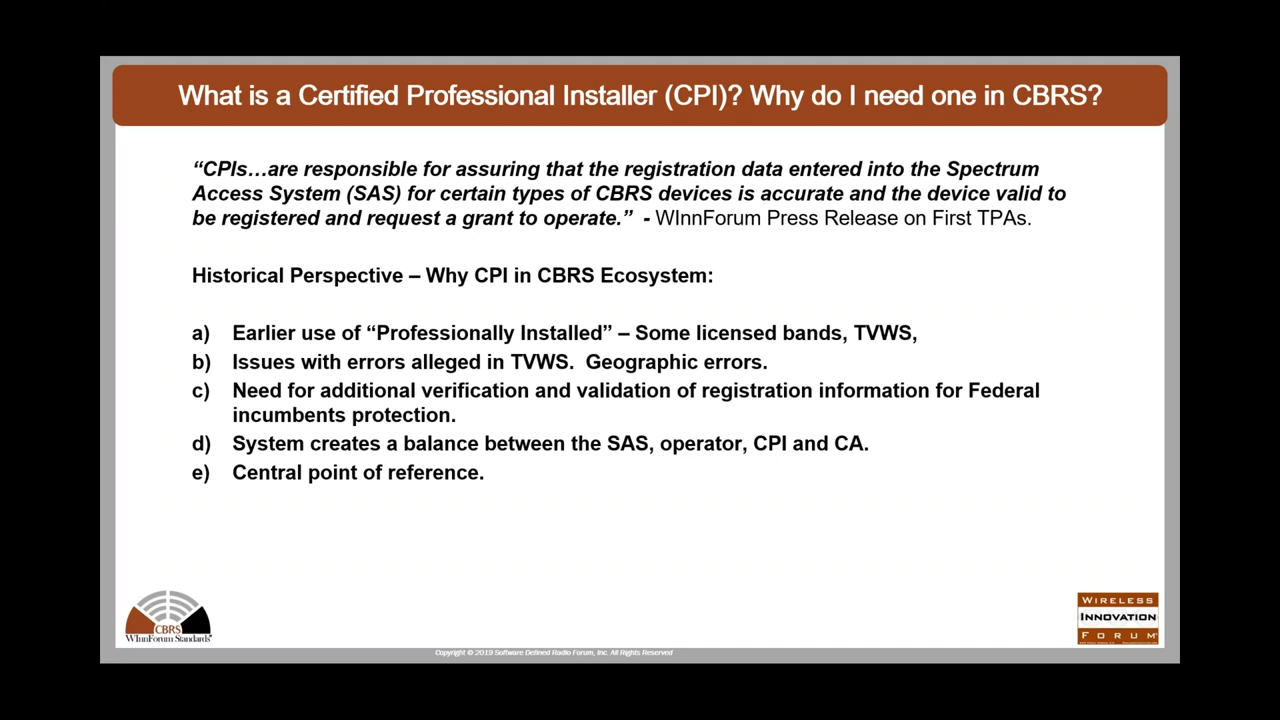 What is a Certified Professional Installer (CPI)? Why do I need one in CBRS?
“CPIs…are responsible for assuring that the registration data entered into the Spectrum
Access System (SAS) for certain types of CBRS devices is accurate and the device valid to
be registered and request a grant to operate.” - WInnForum Press Release on First TPAs.
Historical Perspective – Why CPI in CBRS Ecosystem:
a) Earlier use of “Professionally Installed” – Some licensed bands, TVWS,
b) Issues with errors alleged in TVWS. Geographic errors.
c) Need for additional verification and validation of registration information for Federal
incumbents protection.
d) System creates a balance between the SAS, operator, CPI and CA.
e) Central point of reference.
CBRS
WInnForum Standards
WIRELESS
INNOVATION
FORUM
Copyright © 2019 Software Defined Radio Forum, Inc. All Rights Reserved